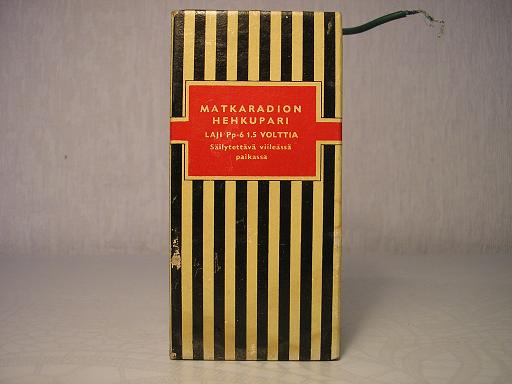 MATKARADION
HEHKUPARI
LAJI Pp-6 1.5 VOLTTIA
Säilytettävä viileässä
paikassa